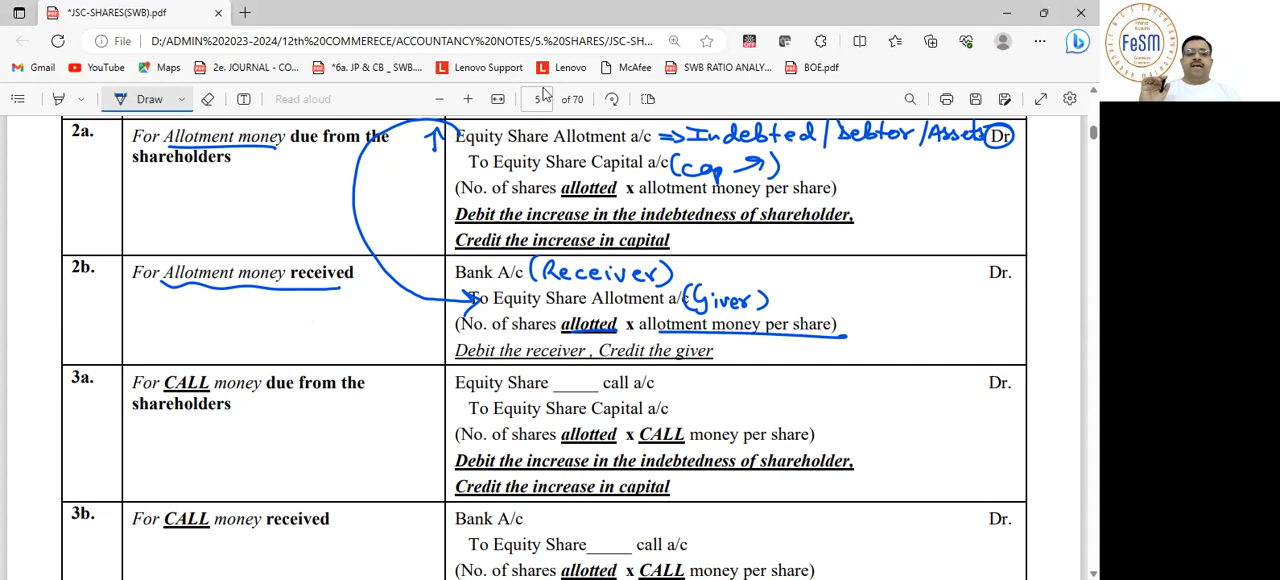 *JSC-SHARES(SWB).pdf
File D:/ADMIN%202023-2024/12th%20COMMERECE/ACCOUNTANCE%20NOTES/5.%20SHARES/JSC-SH...
Gmail YouTube Maps 2e. JOURNAL - CO... *6a. JP & CB _ SWB.... Lenovo Support Lenovo McAfee SWB RATIO ANALY... BOE.pdf
Draw Read aloud 5 of 70
FeSM
2a. For Allotment money due from the shareholders
Equity Share Allotment a/c => Indebted/Debtor/Assets Dr
To Equity Share Capital a/c (Cap ↗)
(No. of shares allotted x allotment money per share)
Debit the increase in the indebtedness of shareholder,
Credit the increase in capital
2b. For Allotment money received
Bank A/c (Receiver) Dr.
To Equity Share Allotment a/c (Giver)
(No. of shares allotted x allotment money per share)
Debit the receiver , Credit the giver
3a. For CALL money due from the shareholders
Equity Share _____ call a/c Dr.
To Equity Share Capital a/c
(No. of shares allotted x CALL money per share)
Debit the increase in the indebtedness of shareholder,
Credit the increase in capital
3b. For CALL money received
Bank A/c Dr.
To Equity Share_____ call a/c
(No. of shares allotted x CALL money per share)